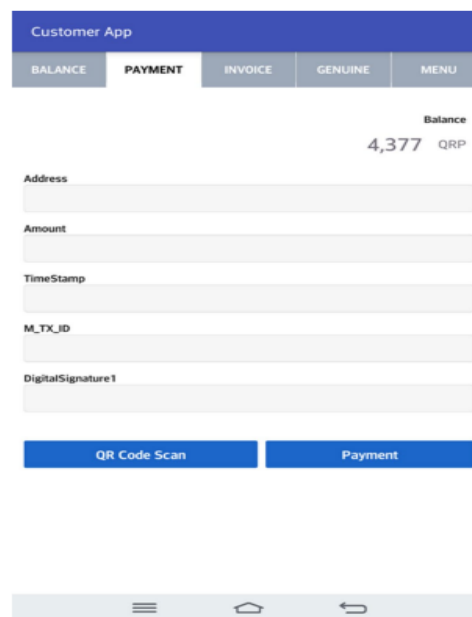 Customer App
BALANCE PAYMENT INVOICE GENUINE MENU
Balance
4,377 QRP
Address
Amount
TimeStamp
M_TX_ID
DigitalSignature1
QR Code Scan Payment